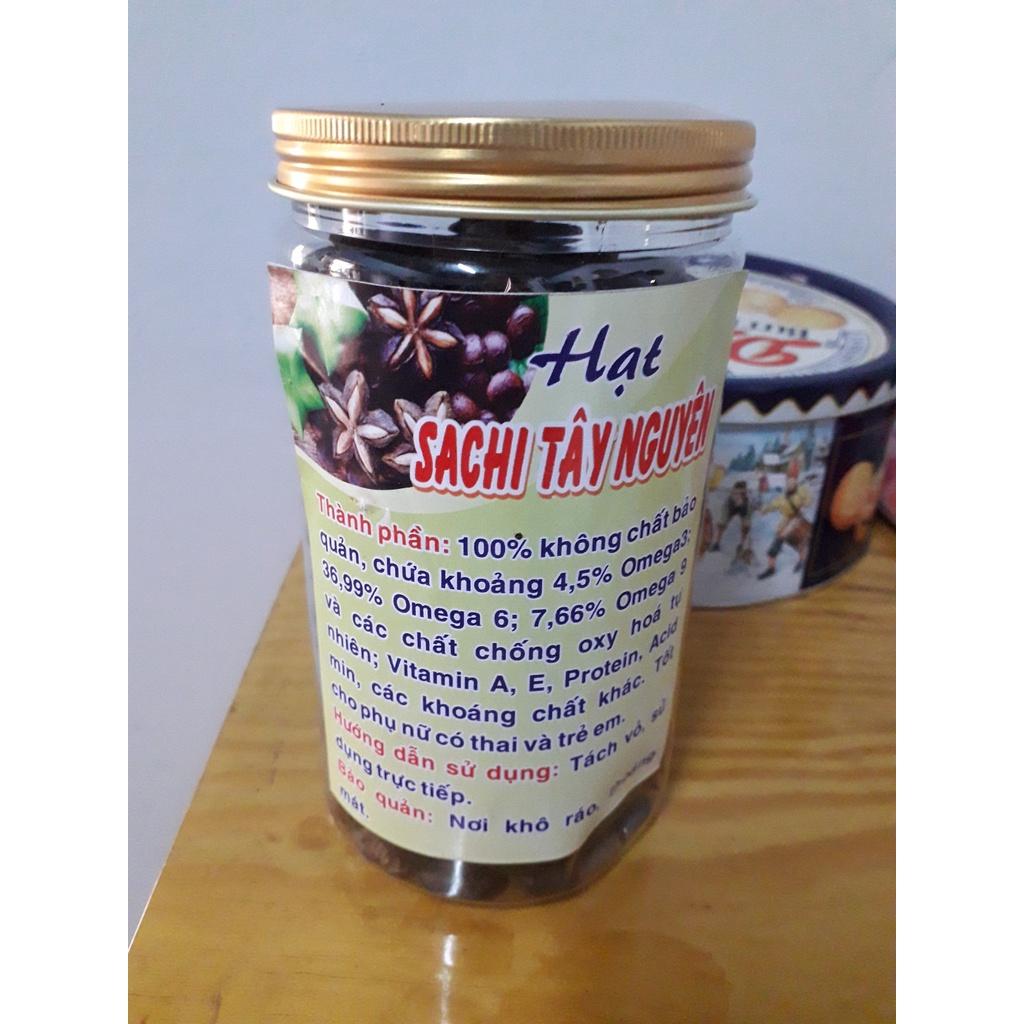 Hạt
SACHI TÂY NGUYÊN
Thành phần: 100% không chất bảo
quản, chứa khoảng 4,5% Omega3;
36,99% Omega 6; 7,66% Omega 9
và các chất chống oxy hoá tự
nhiên; Vitamin A, E, Protein, Acid
min, các khoáng chất khác. Tốt
cho phụ nữ có thai và trẻ em.
Hướng dẫn sử dụng: Tách vỏ, sử
dụng trực tiếp.
Bảo quản: Nơi khô ráo, thoáng
mát.